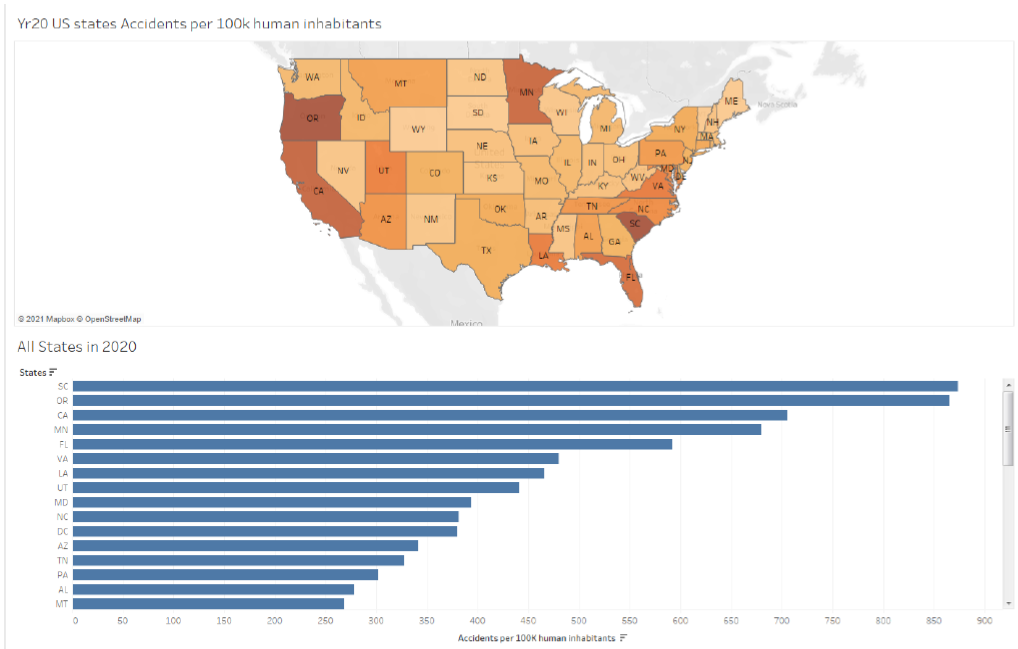 Yr20 US states Accidents per 100k human inhabitants
WA
MT
ND
MN
ME
Nova Scotia
OR
ID
SD
WI
MI
NH
WY
NY
MA
IA
NE
PA
NJ
NV
UT
CO
IL
IN
OH
MD
DE
KS
MO
WV
VA
CA
KY
AZ
NM
OK
TN
NC
AR
SC
MS
AL
GA
TX
LA
FL
© 2021 Mapbox © OpenStreetMap
Mexico
All States in 2020
States
SC
OR
CA
MN
FL
VA
LA
UT
MD
NC
DC
AZ
TN
PA
AL
MT
0 50 100 150 200 250 300 350 400 450 500 550 600 650 700 750 800 850 900
Accidents per 100K human inhabitants